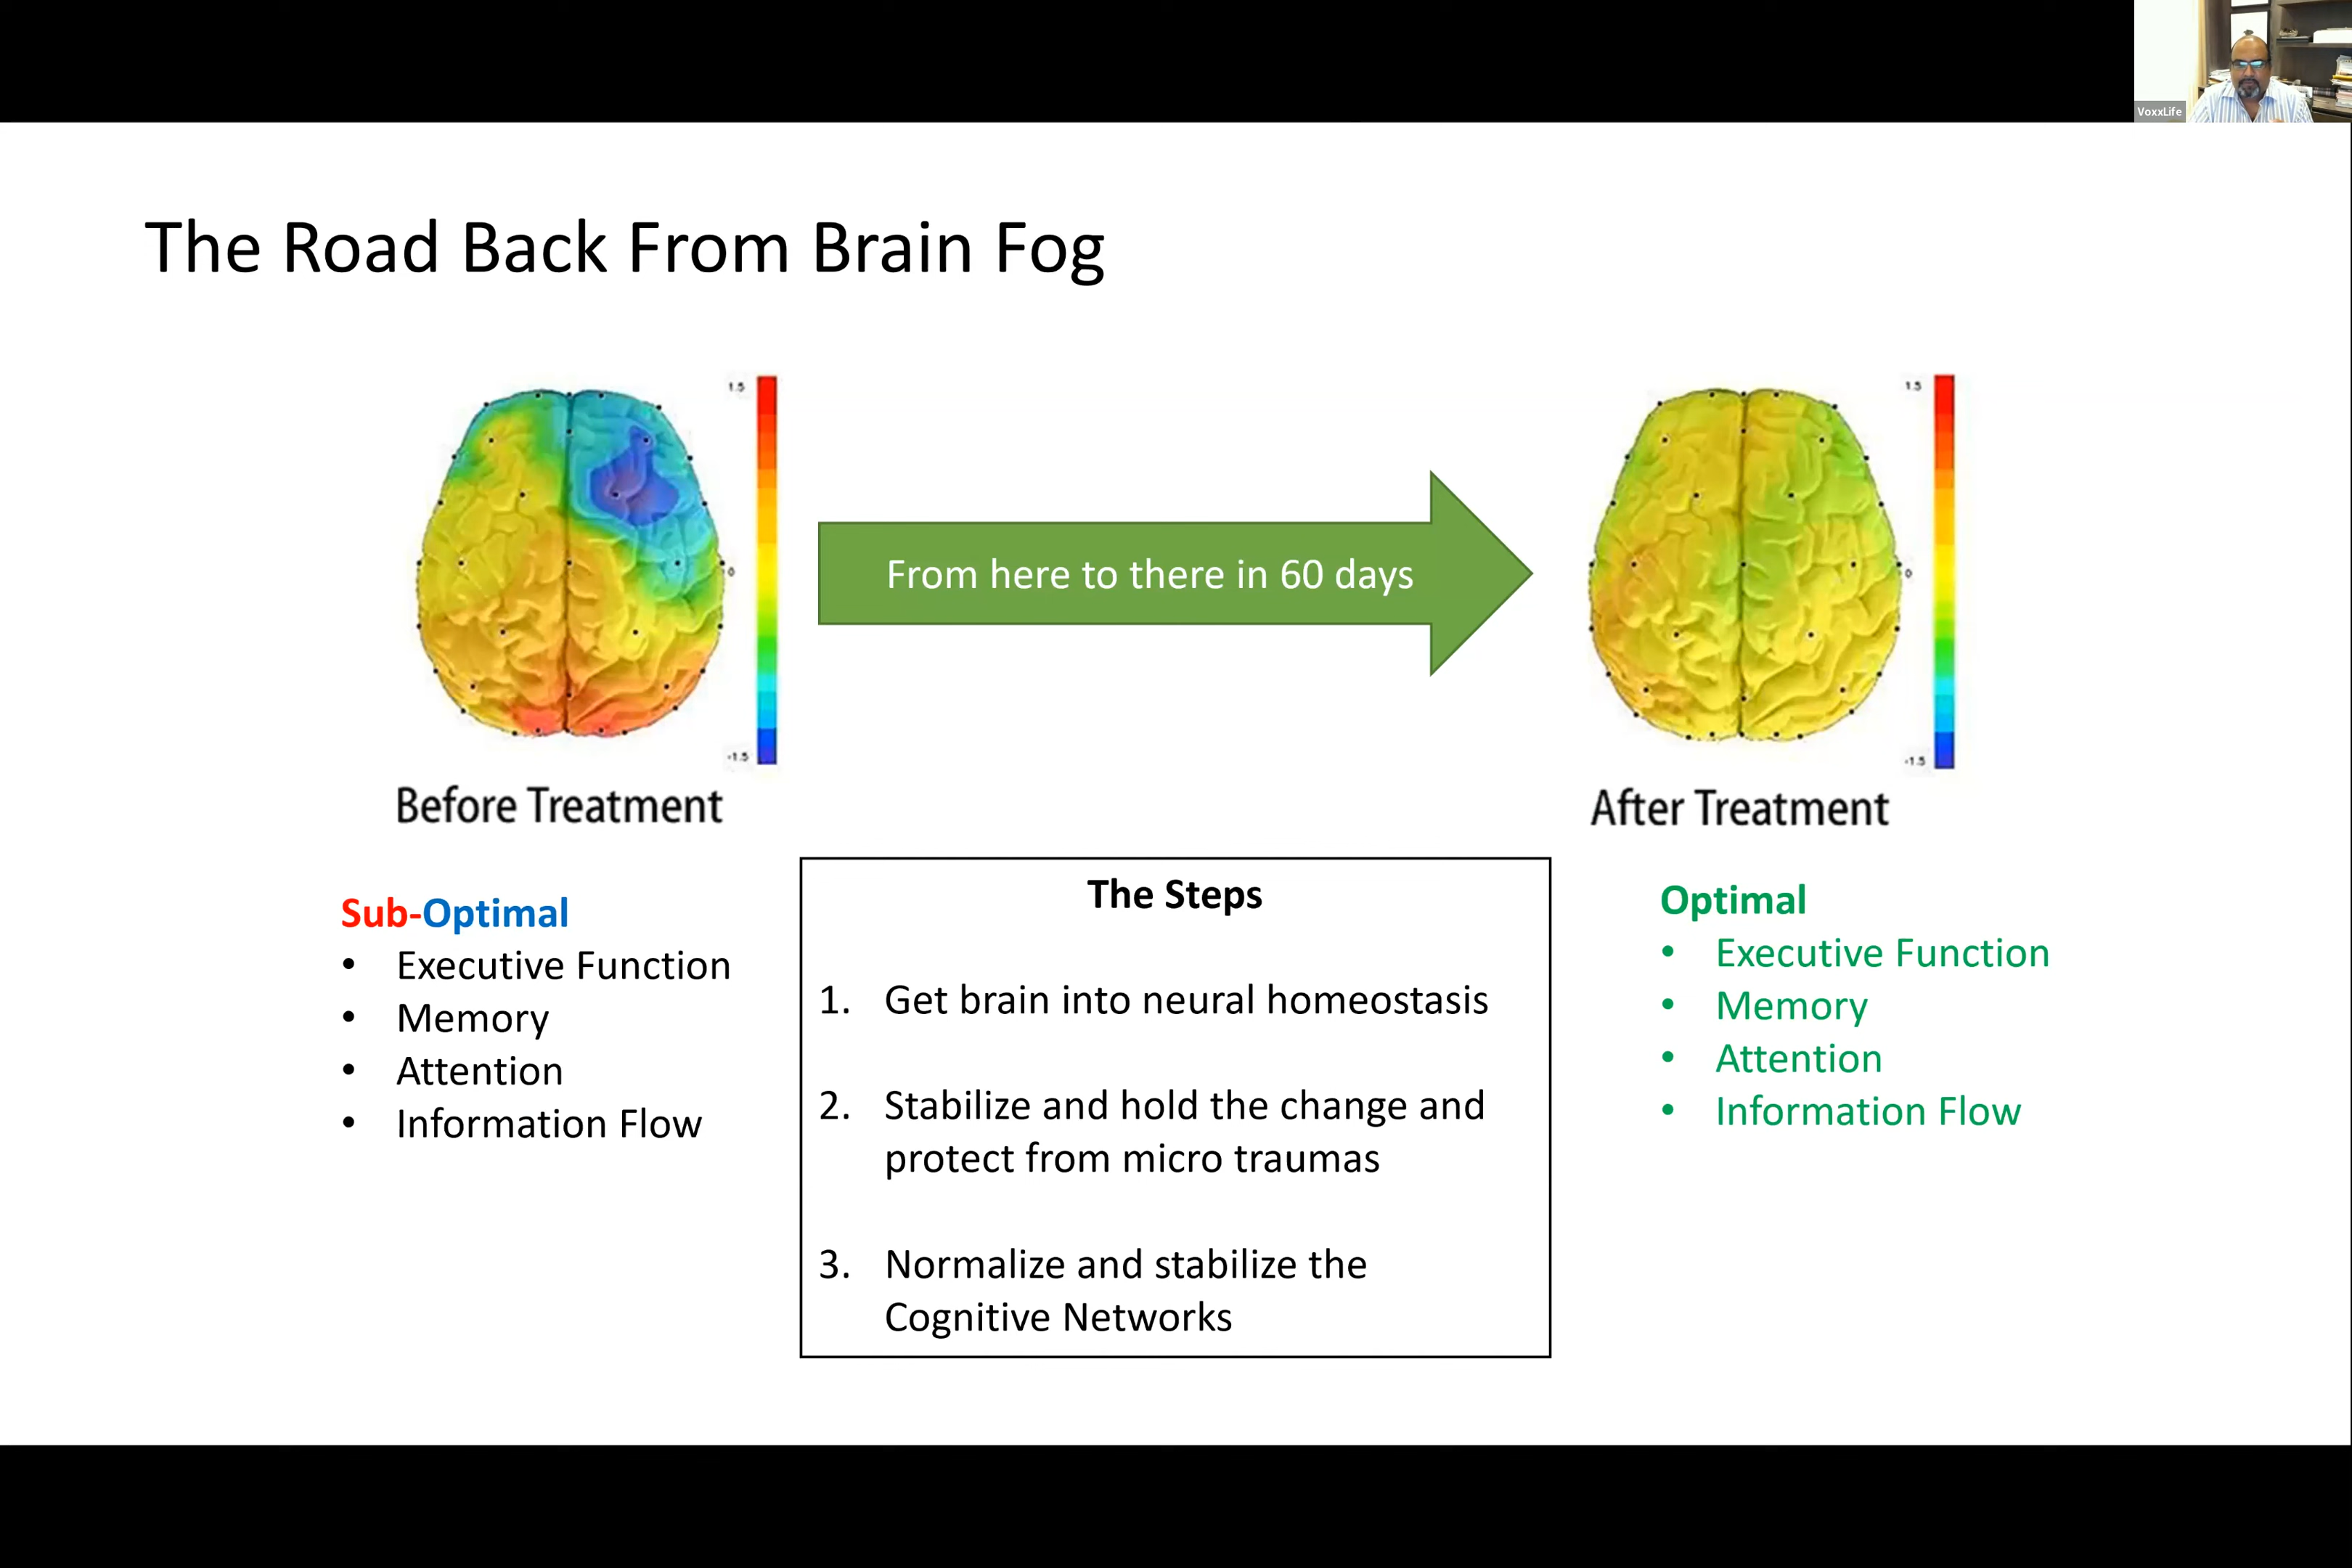 VoxxLife
The Road Back From Brain Fog
1.5
0
-1.5
From here to there in 60 days
1.5
0
-1.5
Before Treatment
After Treatment
Sub-Optimal
• Executive Function
• Memory
• Attention
• Information Flow
The Steps
1. Get brain into neural homeostasis
2. Stabilize and hold the change and
protect from micro traumas
3. Normalize and stabilize the
Cognitive Networks
Optimal
• Executive Function
• Memory
• Attention
• Information Flow